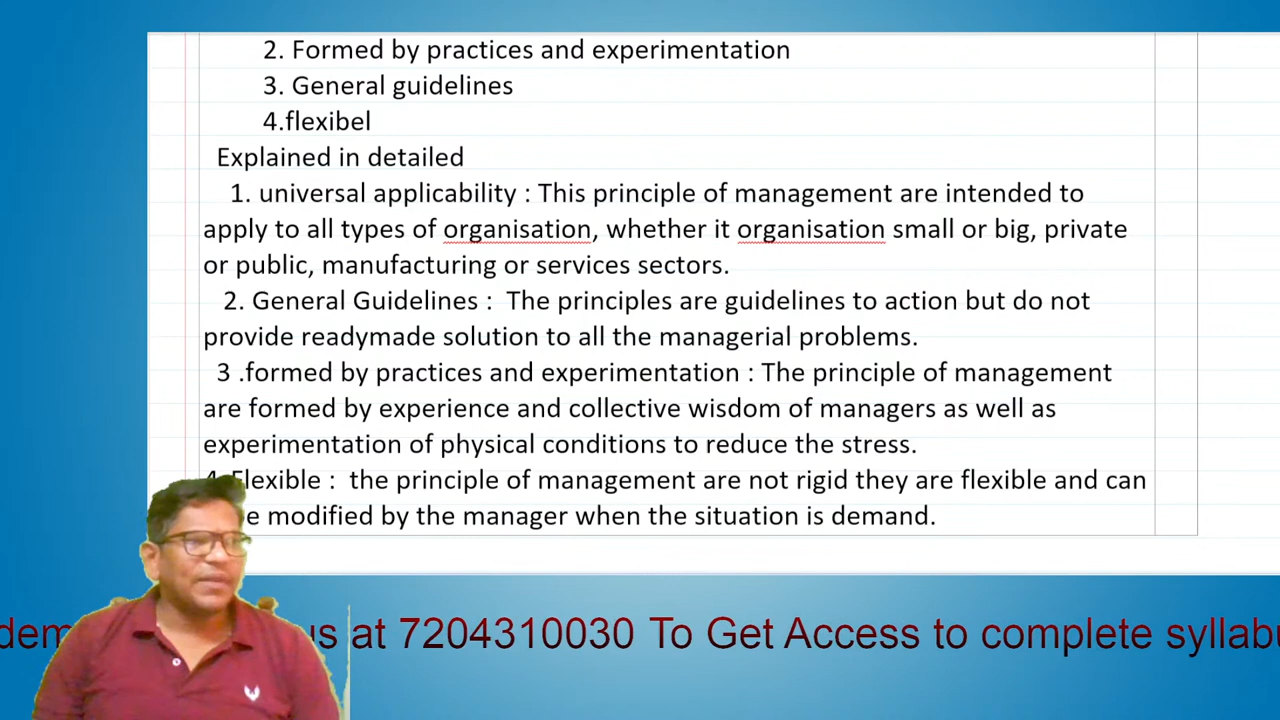 2. Formed by practices and experimentation
3. General guidelines
4.flexibel
Explained in detailed
1. universal applicability : This principle of management are intended to
apply to all types of organisation, whether it organisation small or big, private
or public, manufacturing or services sectors.
2. General Guidelines : The principles are guidelines to action but do not
provide readymade solution to all the managerial problems.
3 .formed by practices and experimentation : The principle of management
are formed by experience and collective wisdom of managers as well as
experimentation of physical conditions to reduce the stress.
4. Flexible : the principle of management are not rigid they are flexible and can
modified by the manager when the situation is demand.
us at 7204310030 To Get Access to complete